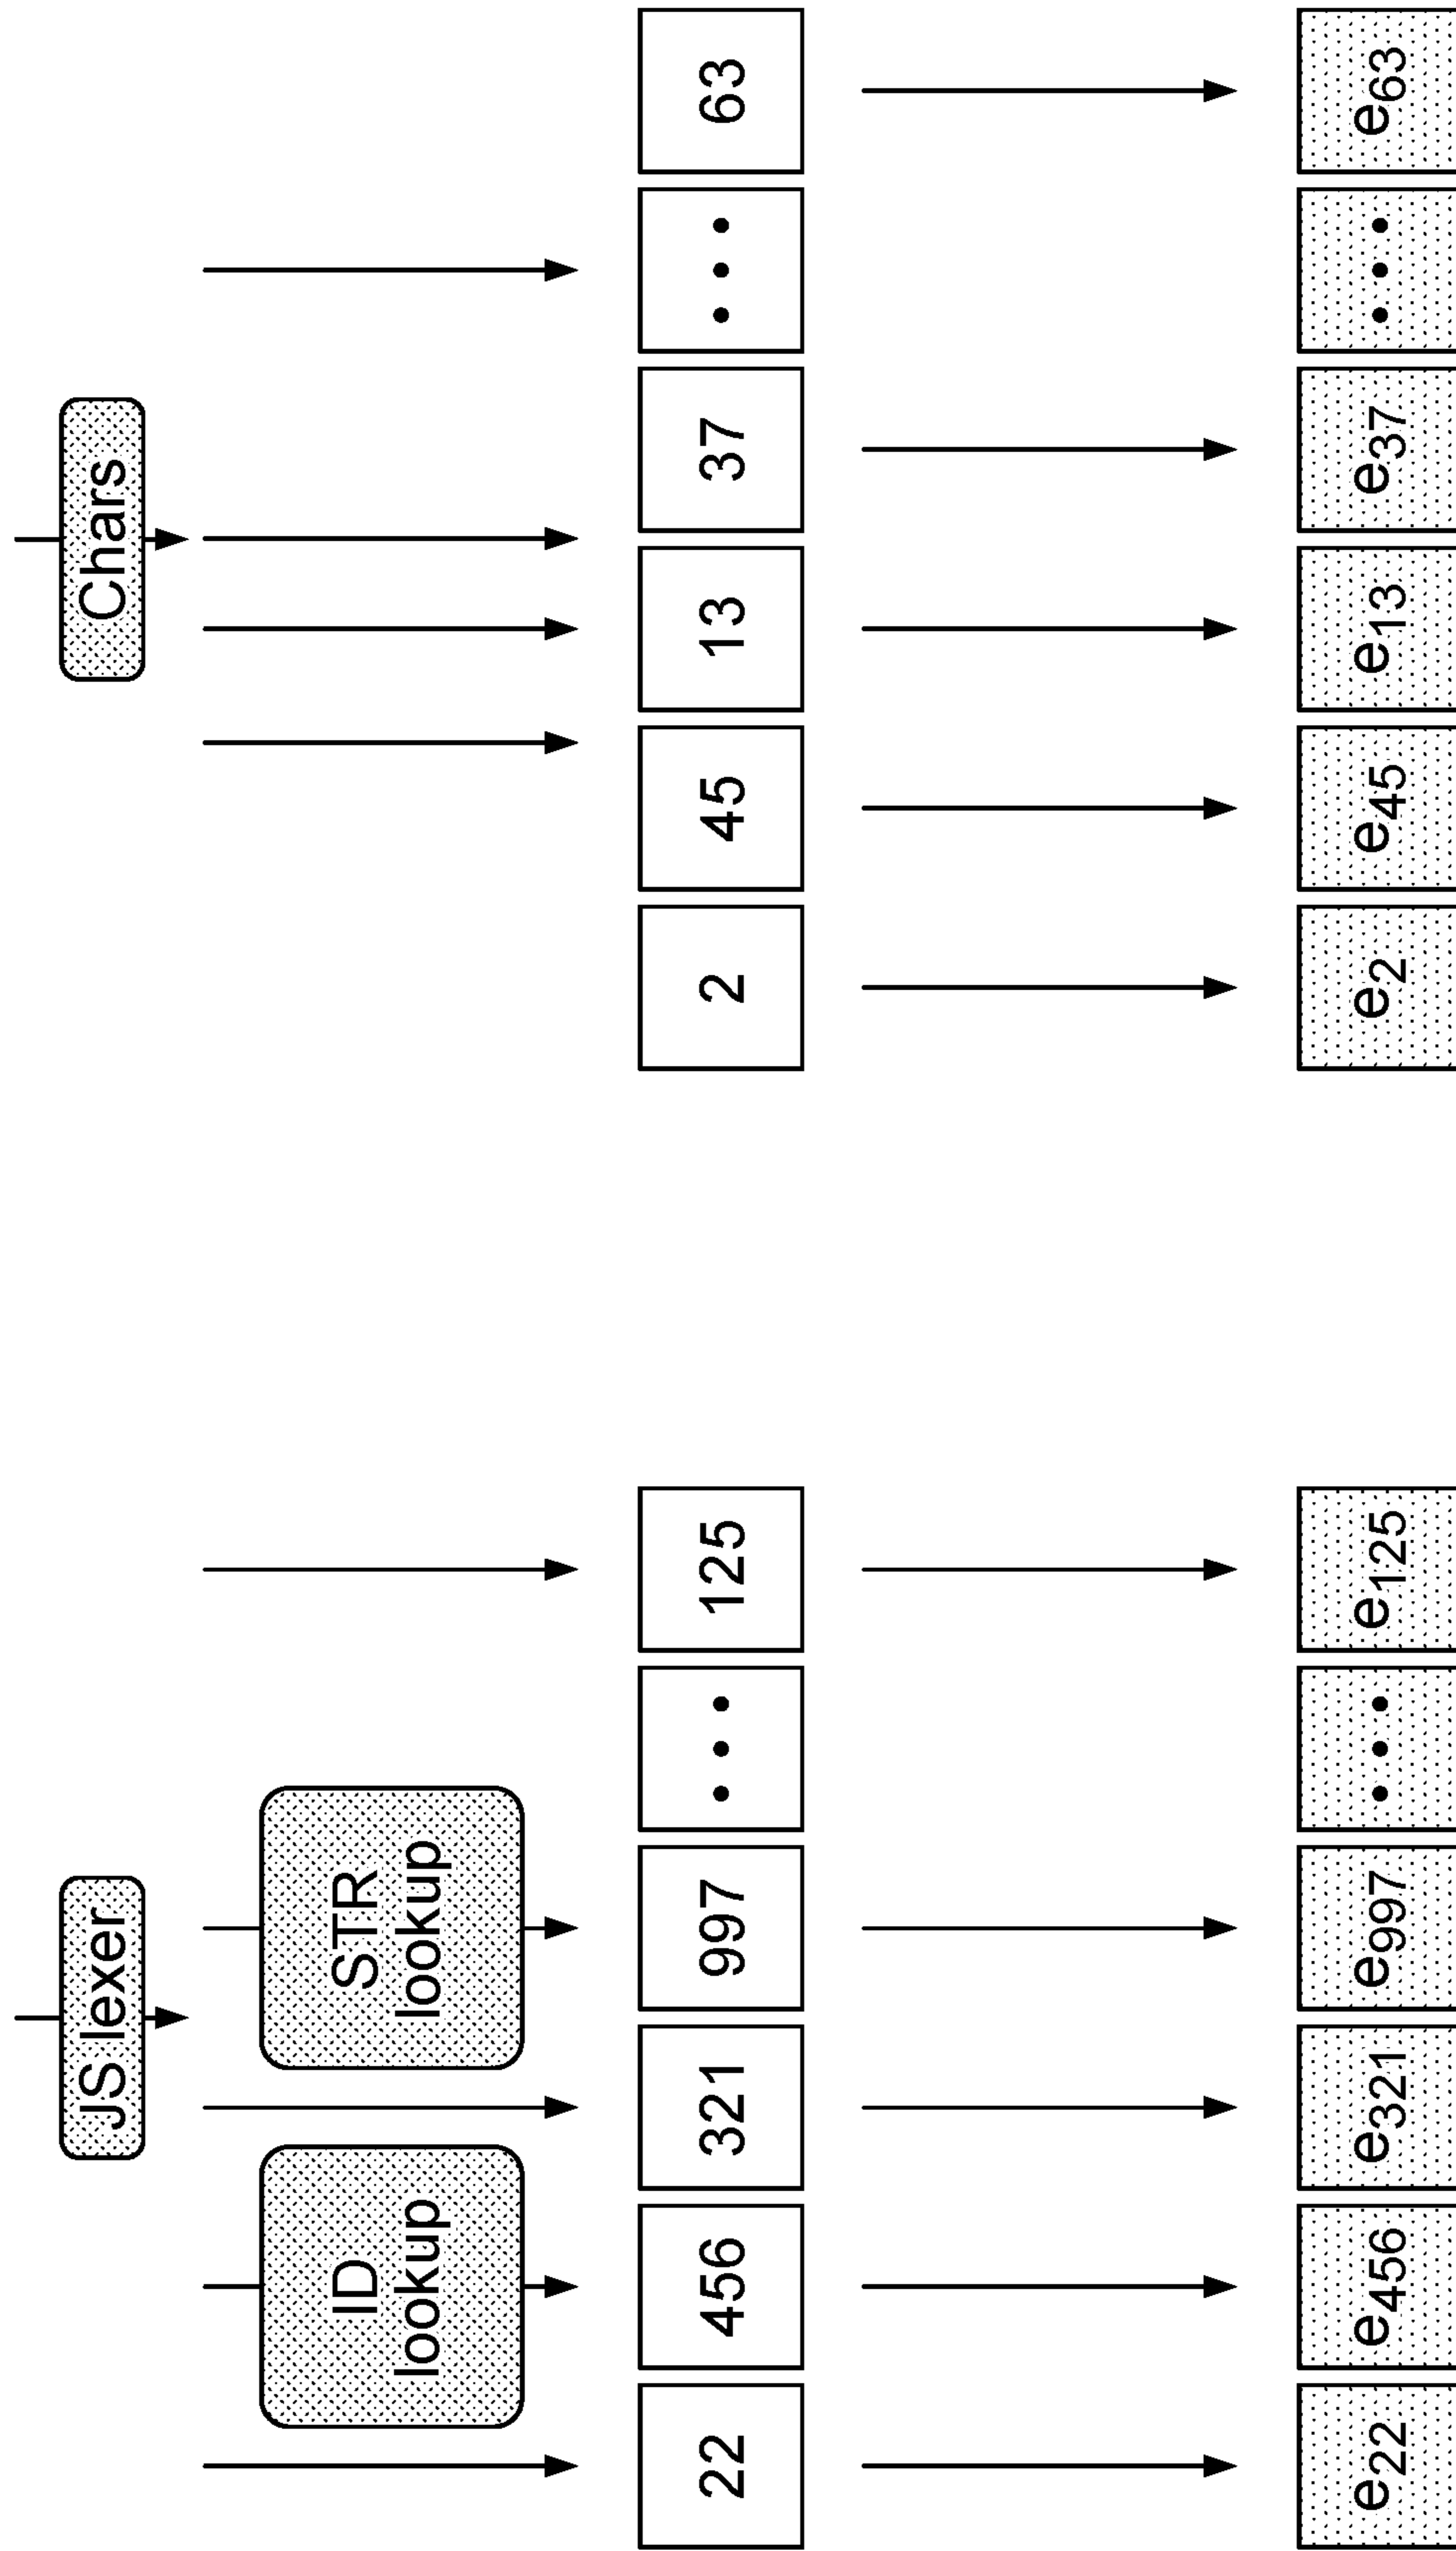 JS lexer
Chars
ID
lookup
STR
lookup
22 456 321 997 • • • 125
2 45 13 37 • • • 63
e22 e456 e321 e997 • • • e125
e2 e45 e13 e37 • • • e63